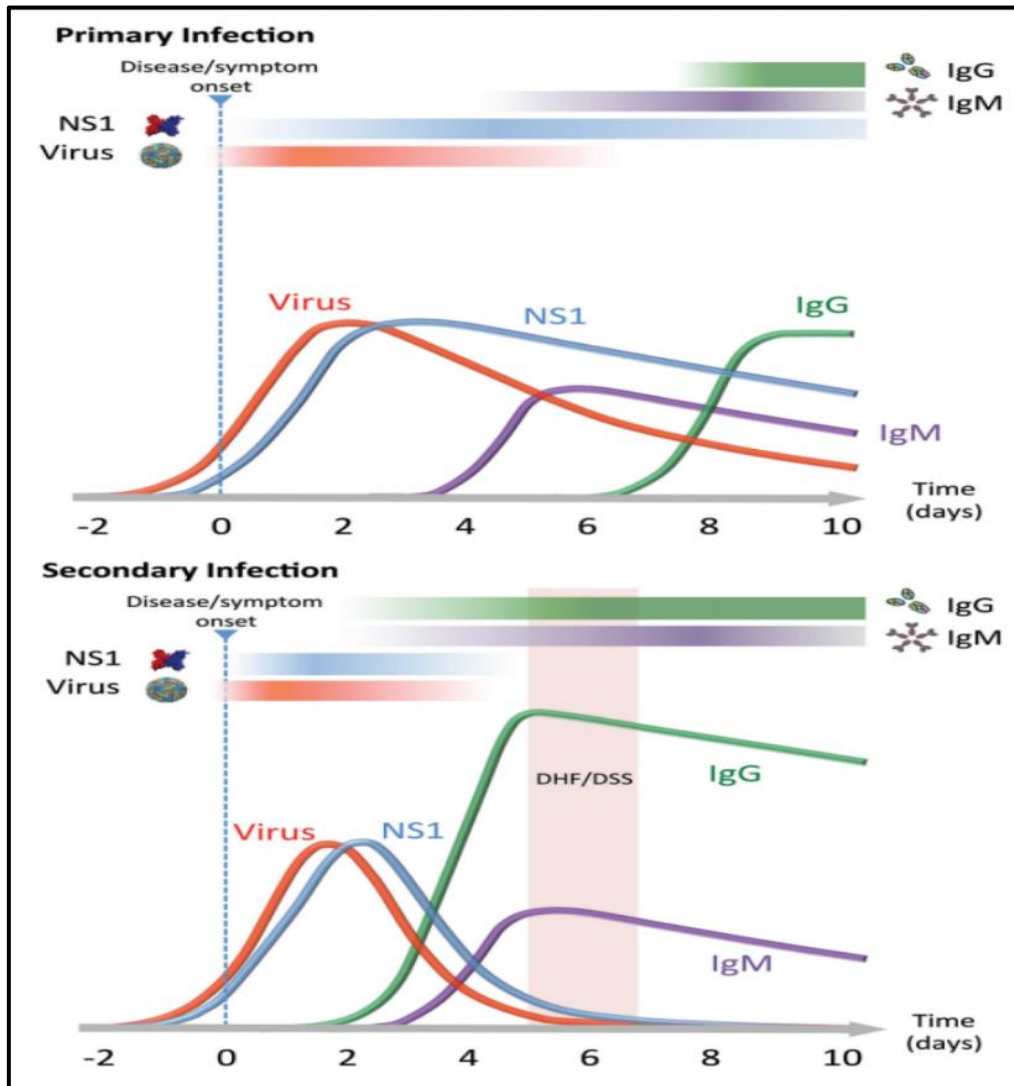 Primary Infection
Disease/symptom
onset
IgG
IgM
NS1
Virus
Virus
NS1
IgG
IgM
Time
(days)
-2 0 2 4 6 8 10
Secondary Infection
Disease/symptom
onset
IgG
IgM
NS1
Virus
DHF/DSS
IgG
Virus
NS1
IgM
Time
(days)
-2 0 2 4 6 8 10